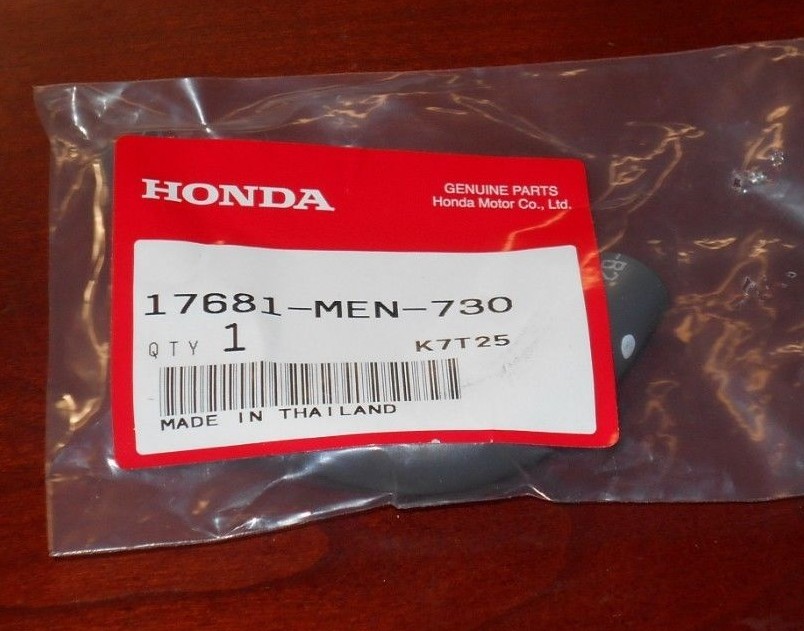 HONDA
GENUINE PARTS
Honda Motor Co., Ltd.
17681-MEN-730
QTY 1
K7T25
MADE IN THAILAND